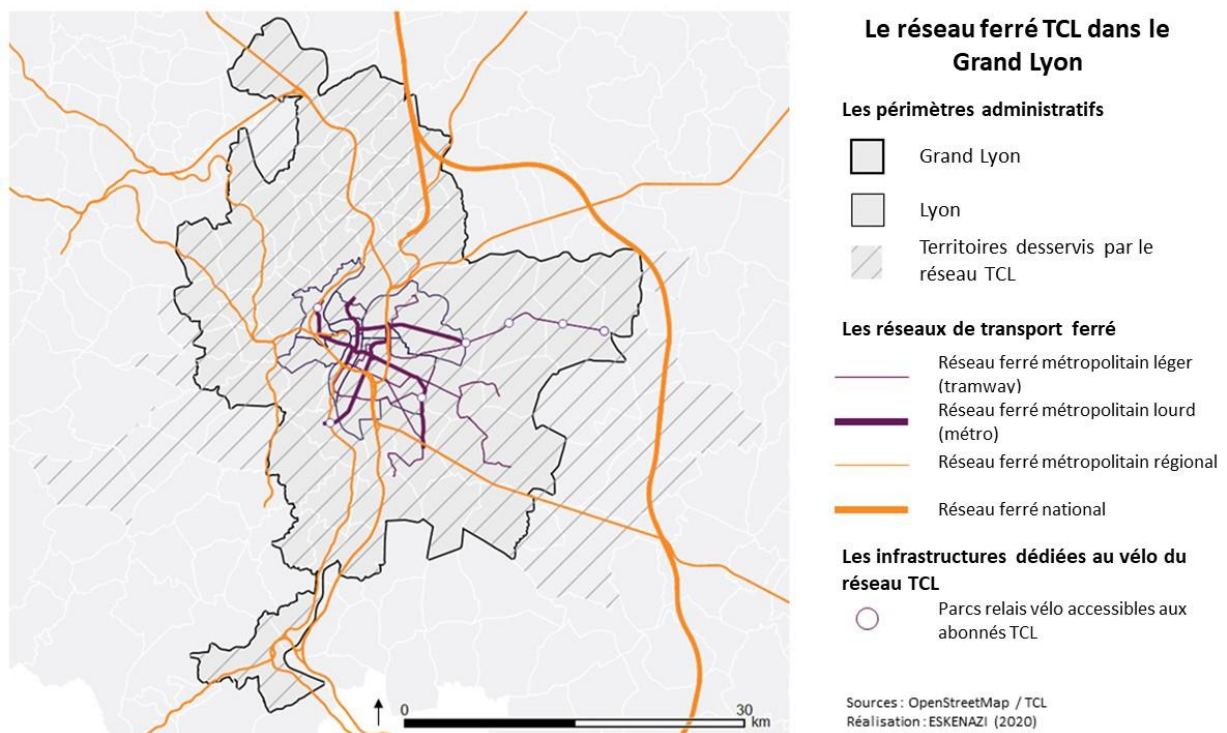 Le réseau ferré TCL dans le
Grand Lyon
Les périmètres administratifs
Grand Lyon
Lyon
Territoires desservis par le
réseau TCL
Les réseaux de transport ferré
Réseau ferré métropolitain léger
(tramway)
Réseau ferré métropolitain lourd
(métro)
Réseau ferré métropolitain régional
Réseau ferré national
Les infrastructures dédiées au vélo du
réseau TCL
Parcs relais vélo accessibles aux
abonnés TCL
0 30
km
Sources : OpenStreetMap / TCL
Réalisation : ESKENAZI (2020)